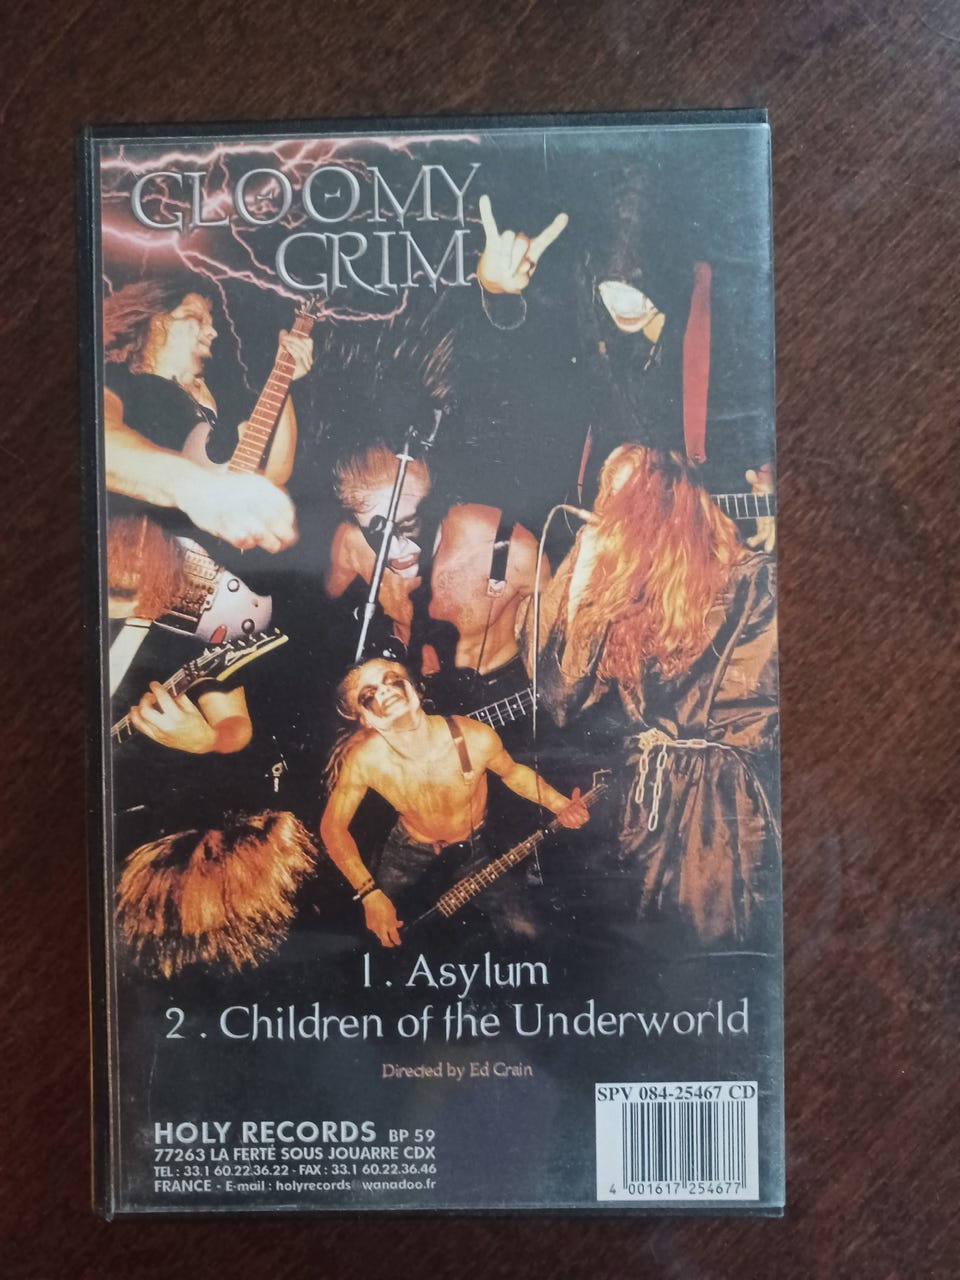 GLOOMY
GRIM
1. Asylum
2. Children of the Underworld
Directed by Ed Crain
HOLY RECORDS BP 59
77263 LA FERTÉ SOUS JOUARRE CDX
TEL : 33.1 60.22.36.22 - FAX : 33.1 60.22.36.46
FRANCE - E-mail : holyrecords@wanadoo.fr
SPV 084-25467 CD
4 001617 254677